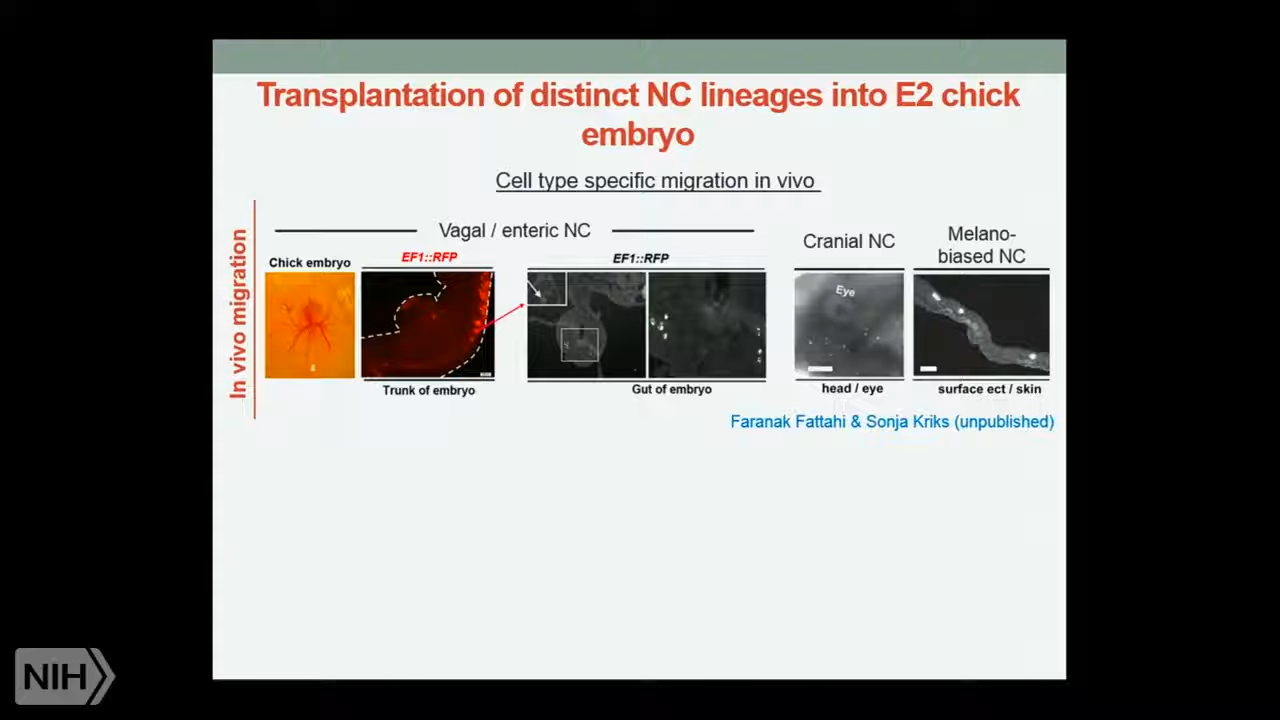 Transplantation of distinct NC lineages into E2 chick
embryo
Cell type specific migration in vivo
In vivo migration
Vagal / enteric NC
Cranial NC
Melano-
biased NC
Chick embryo
EF1::RFP
EF1::RFP
Eye
Trunk of embryo
Gut of embryo
head / eye
surface ect / skin
Faranak Fattahi & Sonja Kriks (unpublished)
NIH